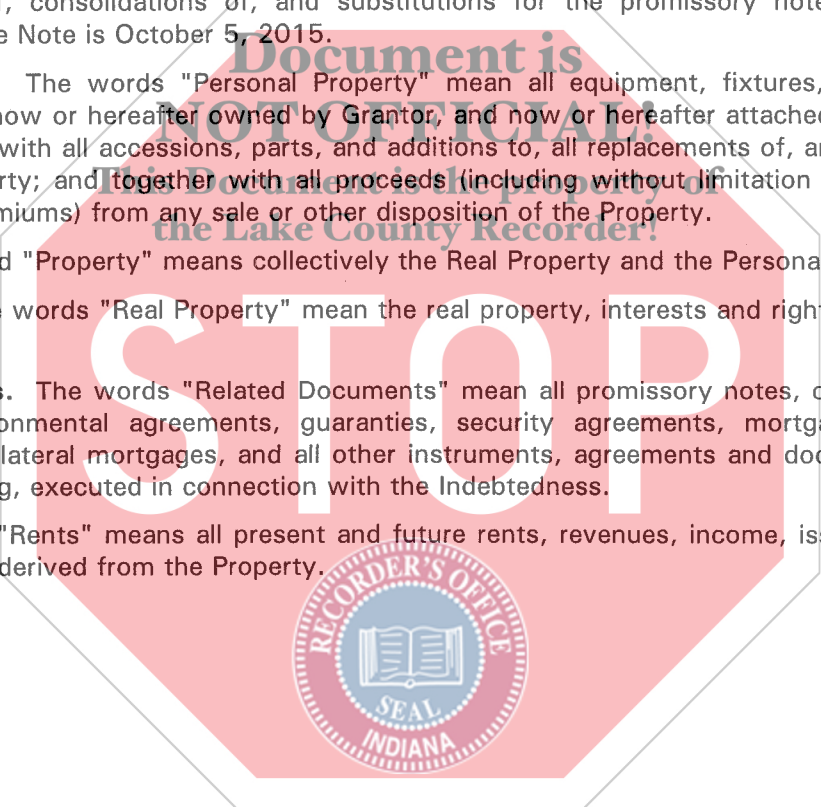 , consolidations of, and substitutions for the promissory note
e Note is October 5, 2015.
Document is
The words "Personal Property" mean all equipment, fixtures,
now or hereafter owned by Grantor, and now or hereafter attached
NOT OFFICIAL!
with all accessions, parts, and additions to, all replacements of, a
rty; and together with all proceeds (including without limitation
This Document is the property of
miums) from any sale or other disposition of the Property.
the Lake County Recorder!
d "Property" means collectively the Real Property and the Persona
e words "Real Property" mean the real property, interests and right
STOP
s. The words "Related Documents" mean all promissory notes, c
onmental agreements, guaranties, security agreements, mortga
lateral mortgages, and all other instruments, agreements and doc
g, executed in connection with the Indebtedness.
"Rents" means all present and future rents, revenues, income, iss
derived from the Property.
RECORDER'S OFFICE
SEAL
INDIANA